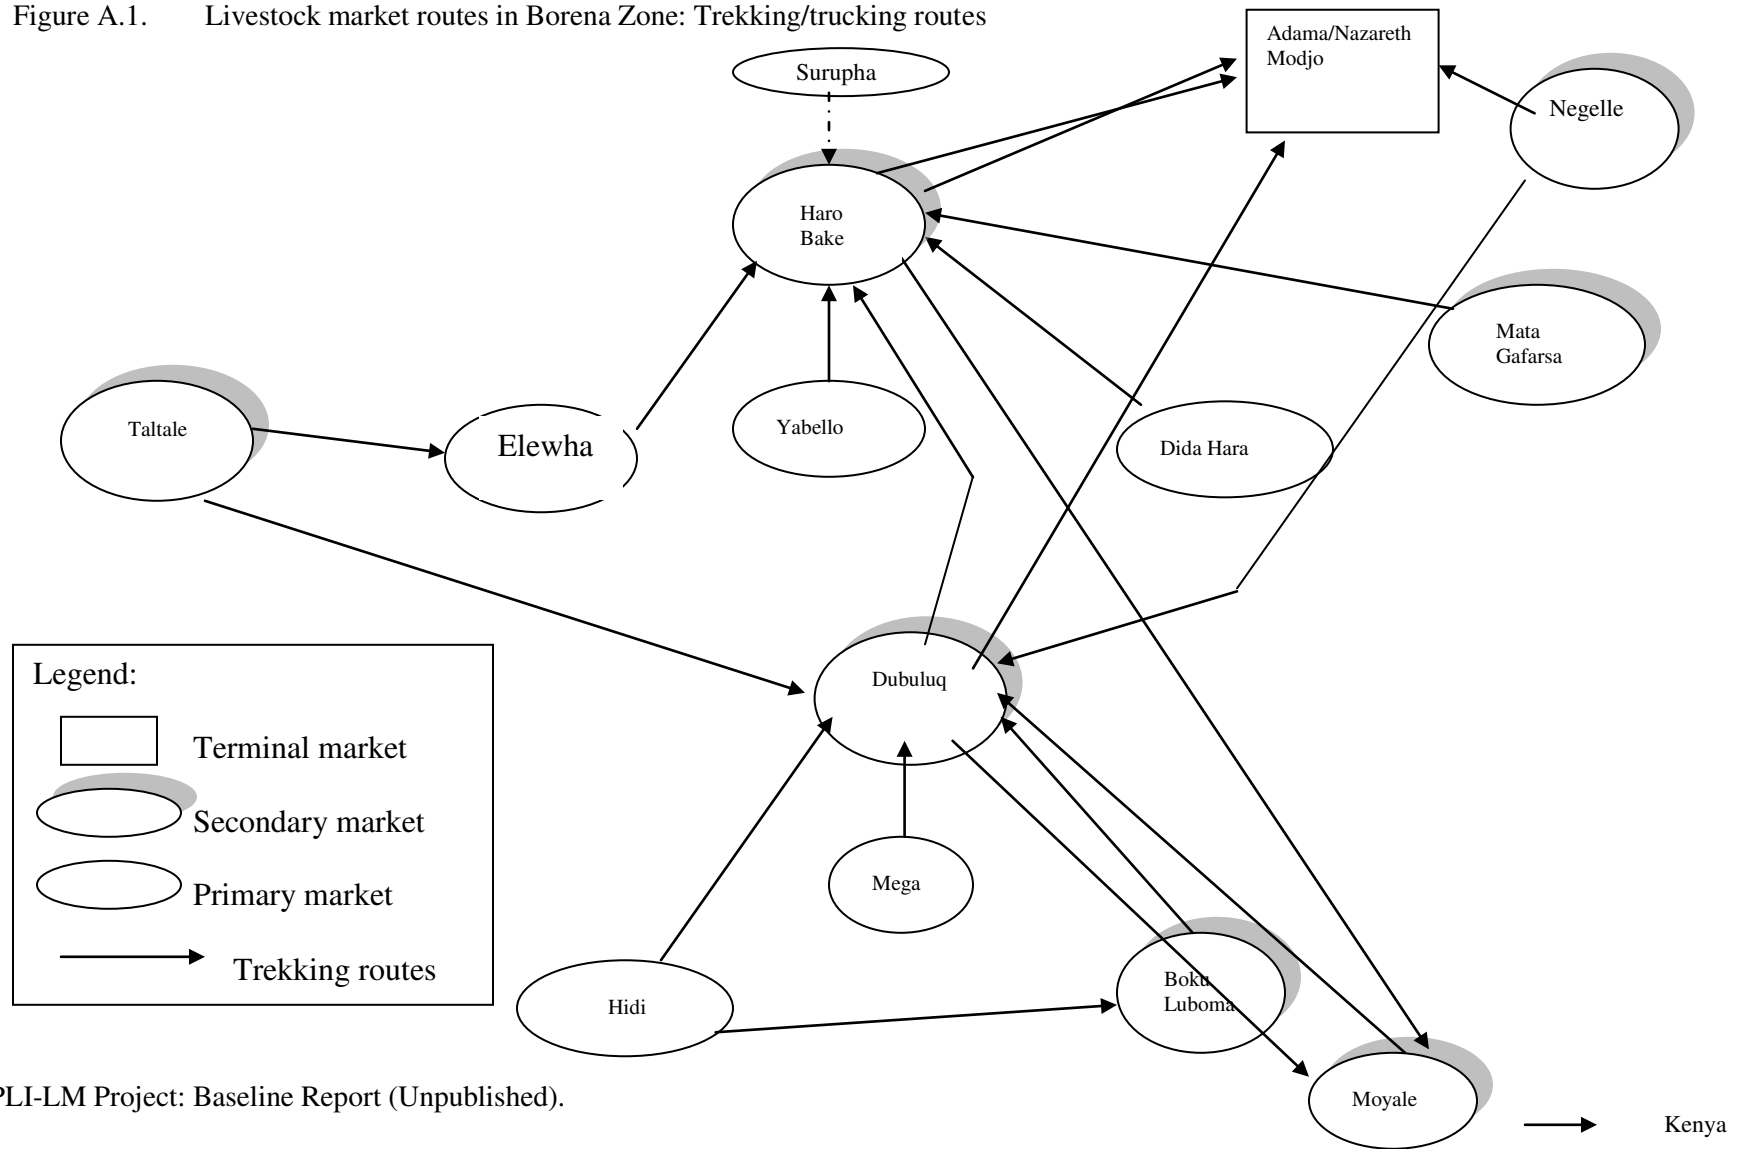 Figure A.1. Livestock market routes in Borena Zone: Trekking/trucking routes
Adama/Nazareth
Modjo
Surupha
Negelle
Haro
Bake
Mata
Gafarsa
Taltale
Elewha
Yabello
Dida Hara
Dubuluq
Legend:
Terminal market
Secondary market
Primary market
Trekking routes
Mega
Hidi
Boku
Luboma
Moyale
Kenya
PLI-LM Project: Baseline Report (Unpublished).